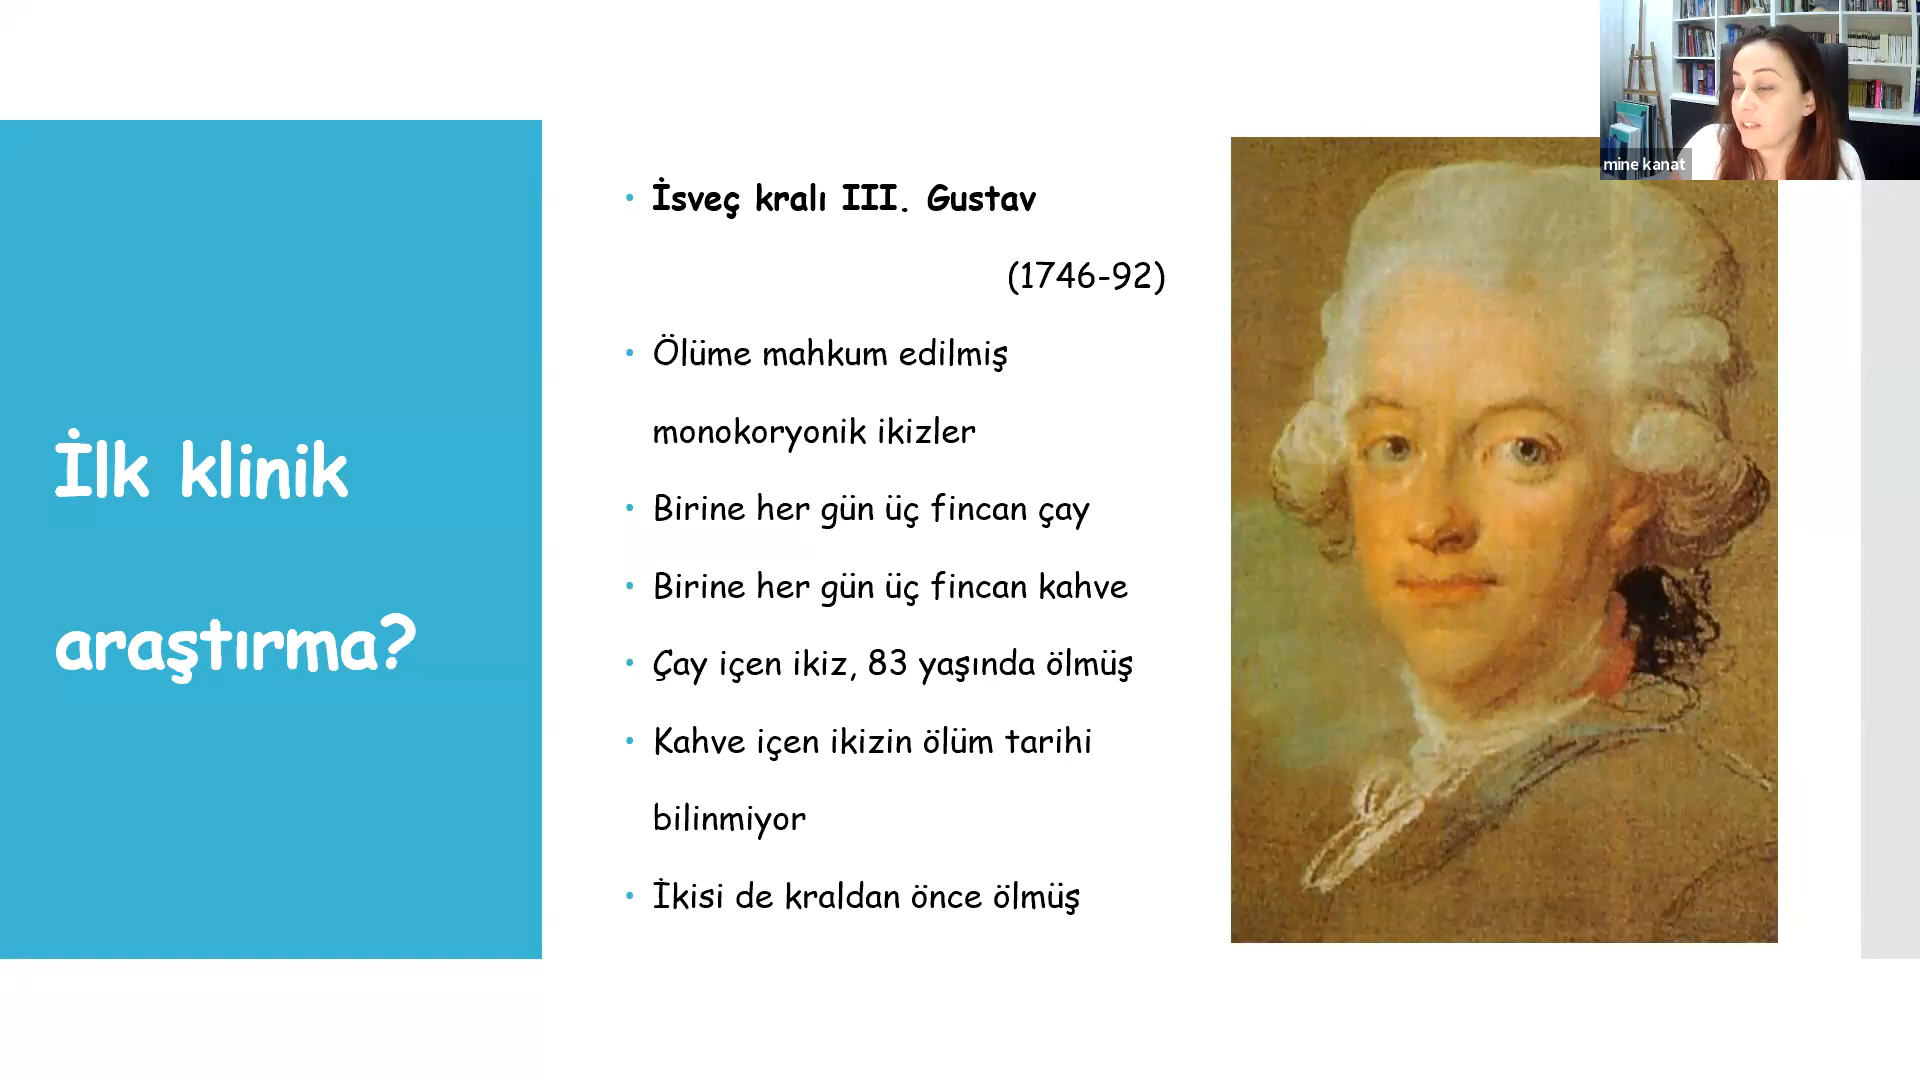 İlk klinik
araştırma?
İsveç kralı III. Gustav
(1746-92)
Ölüme mahkum edilmiş
monokoryonik ikizler
Birine her gün üç fincan çay
Birine her gün üç fincan kahve
Çay içen ikiz, 83 yaşında ölmüş
Kahve içen ikizin ölüm tarihi
bilinmiyor
İkisi de kraldan önce ölmüş
mine kanat